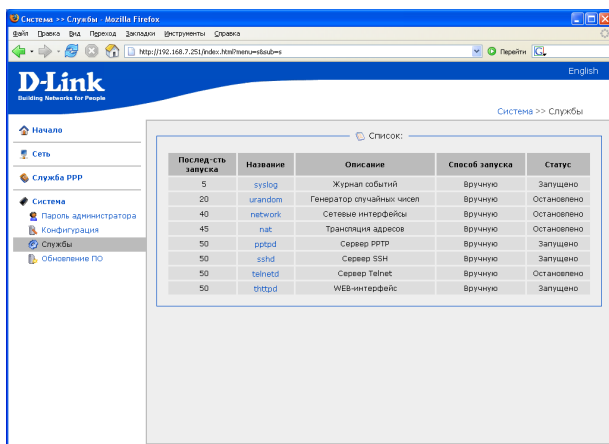 Система >> Службы - Mozilla Firefox
Файл Правка Вид Переход Закладки Инструменты Справка
http://192.168.7.251/index.html?menu=s&sub=s Перейти
English
D-Link
Building Networks for People
Система >> Службы
Начало
Сеть
Служба PPP
Система
Пароль администратора
Конфигурация
Службы
Обновление ПО
Список:
Послед-сть запуска Название Описание Способ запуска Статус
5 syslog Журнал событий Вручную Запущено
20 urandom Генератор случайных чисел Вручную Остановлено
40 network Сетевые интерфейсы Вручную Остановлено
45 nat Трансляция адресов Вручную Остановлено
50 pptpd Сервер PPTP Вручную Запущено
50 sshd Сервер SSH Вручную Запущено
50 telnetd Сервер Telnet Вручную Остановлено
50 thttpd WEB-интерфейс Вручную Запущено